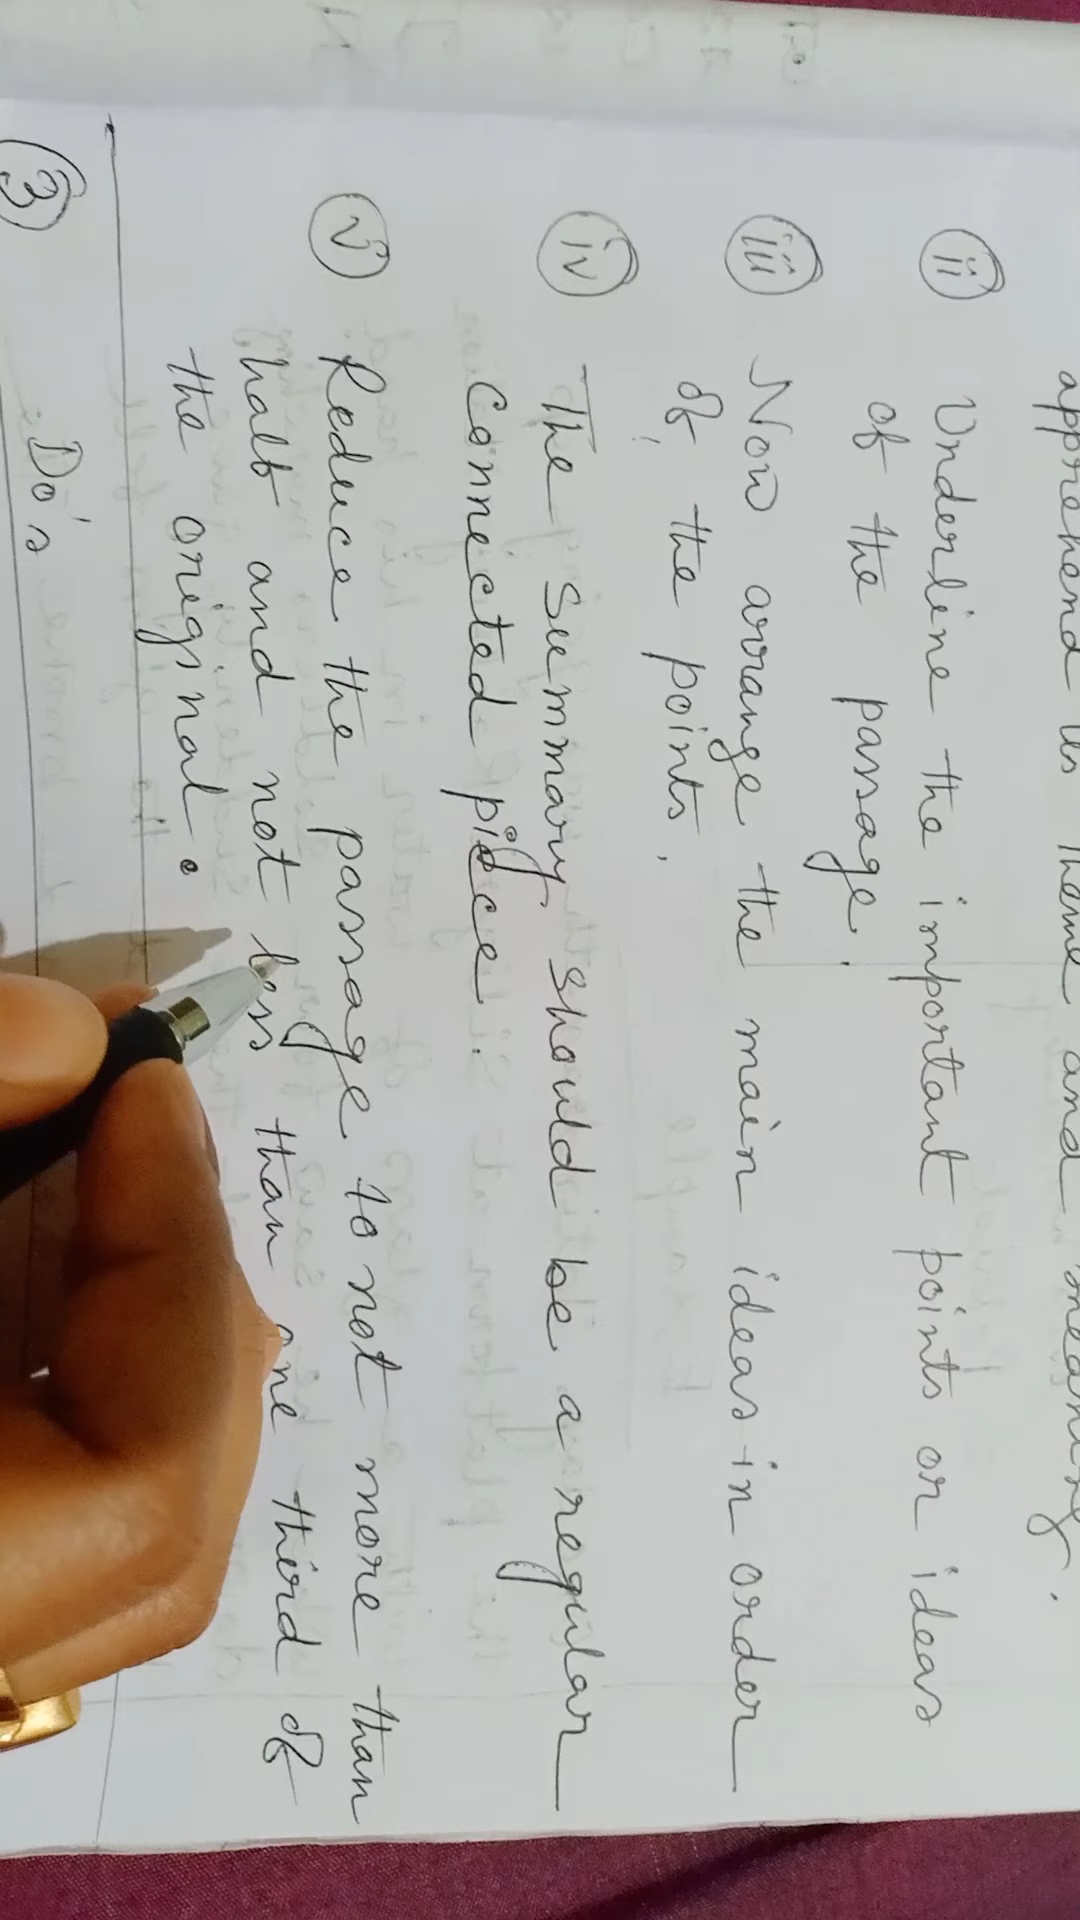 apprehend its theme and meaning.
ii Underline the important points or ideas
of the passage.
iii Now arrange the main ideas in order
of the points.
iv The summary should be a regular
connected piece
v Reduce the passage to not more than
half and not less than one third of
the original.
3 Do's